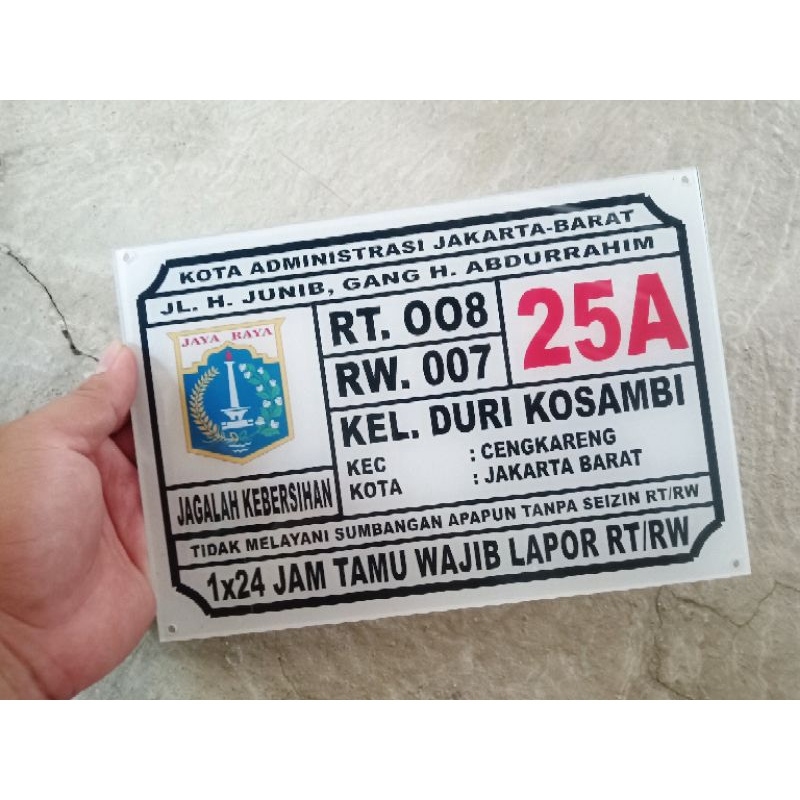 KOTA ADMINISTRASI JAKARTA-BARAT
JL. H. JUNIB, GANG H. ABDURRAHIM
JAYA RAYA
JAGALAH KEBERSIHAN
RT. OO8
RW. 007
25A
KEL. DURI KOSAMBI
KEC : CENGKARENG
KOTA : JAKARTA BARAT
TIDAK MELAYANI SUMBANGAN APAPUN TANPA SEIZIN RT/RW
1x24 JAM TAMU WAJIB LAPOR RT/RW